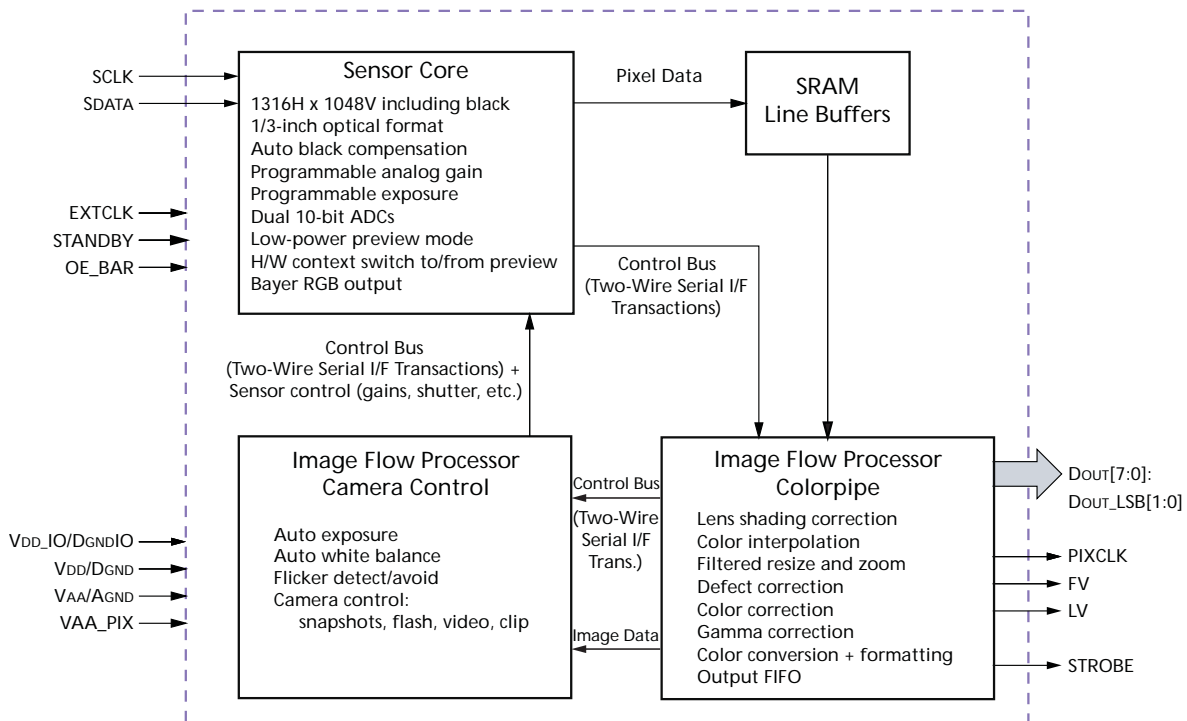 SCLK
SDATA
EXTCLK
STANDBY
OE_BAR
VDD_IO/DGNDIO
VDD/DGND
VAA/AGND
VAA_PIX
Sensor Core
1316H x 1048V including black
1/3-inch optical format
Auto black compensation
Programmable analog gain
Programmable exposure
Dual 10-bit ADCs
Low-power preview mode
H/W context switch to/from preview
Bayer RGB output
Pixel Data
SRAM
Line Buffers
Control Bus
(Two-Wire Serial I/F
Transactions)
Control Bus
(Two-Wire Serial I/F Transactions) +
Sensor control (gains, shutter, etc.)
Image Flow Processor
Camera Control
Auto exposure
Auto white balance
Flicker detect/avoid
Camera control:
snapshots, flash, video, clip
Control Bus
(Two-Wire
Serial I/F
Trans.)
Image Data
Image Flow Processor
Colorpipe
Lens shading correction
Color interpolation
Filtered resize and zoom
Defect correction
Color correction
Gamma correction
Color conversion + formatting
Output FIFO
DOUT[7:0]:
DOUT_LSB[1:0]
PIXCLK
FV
LV
STROBE